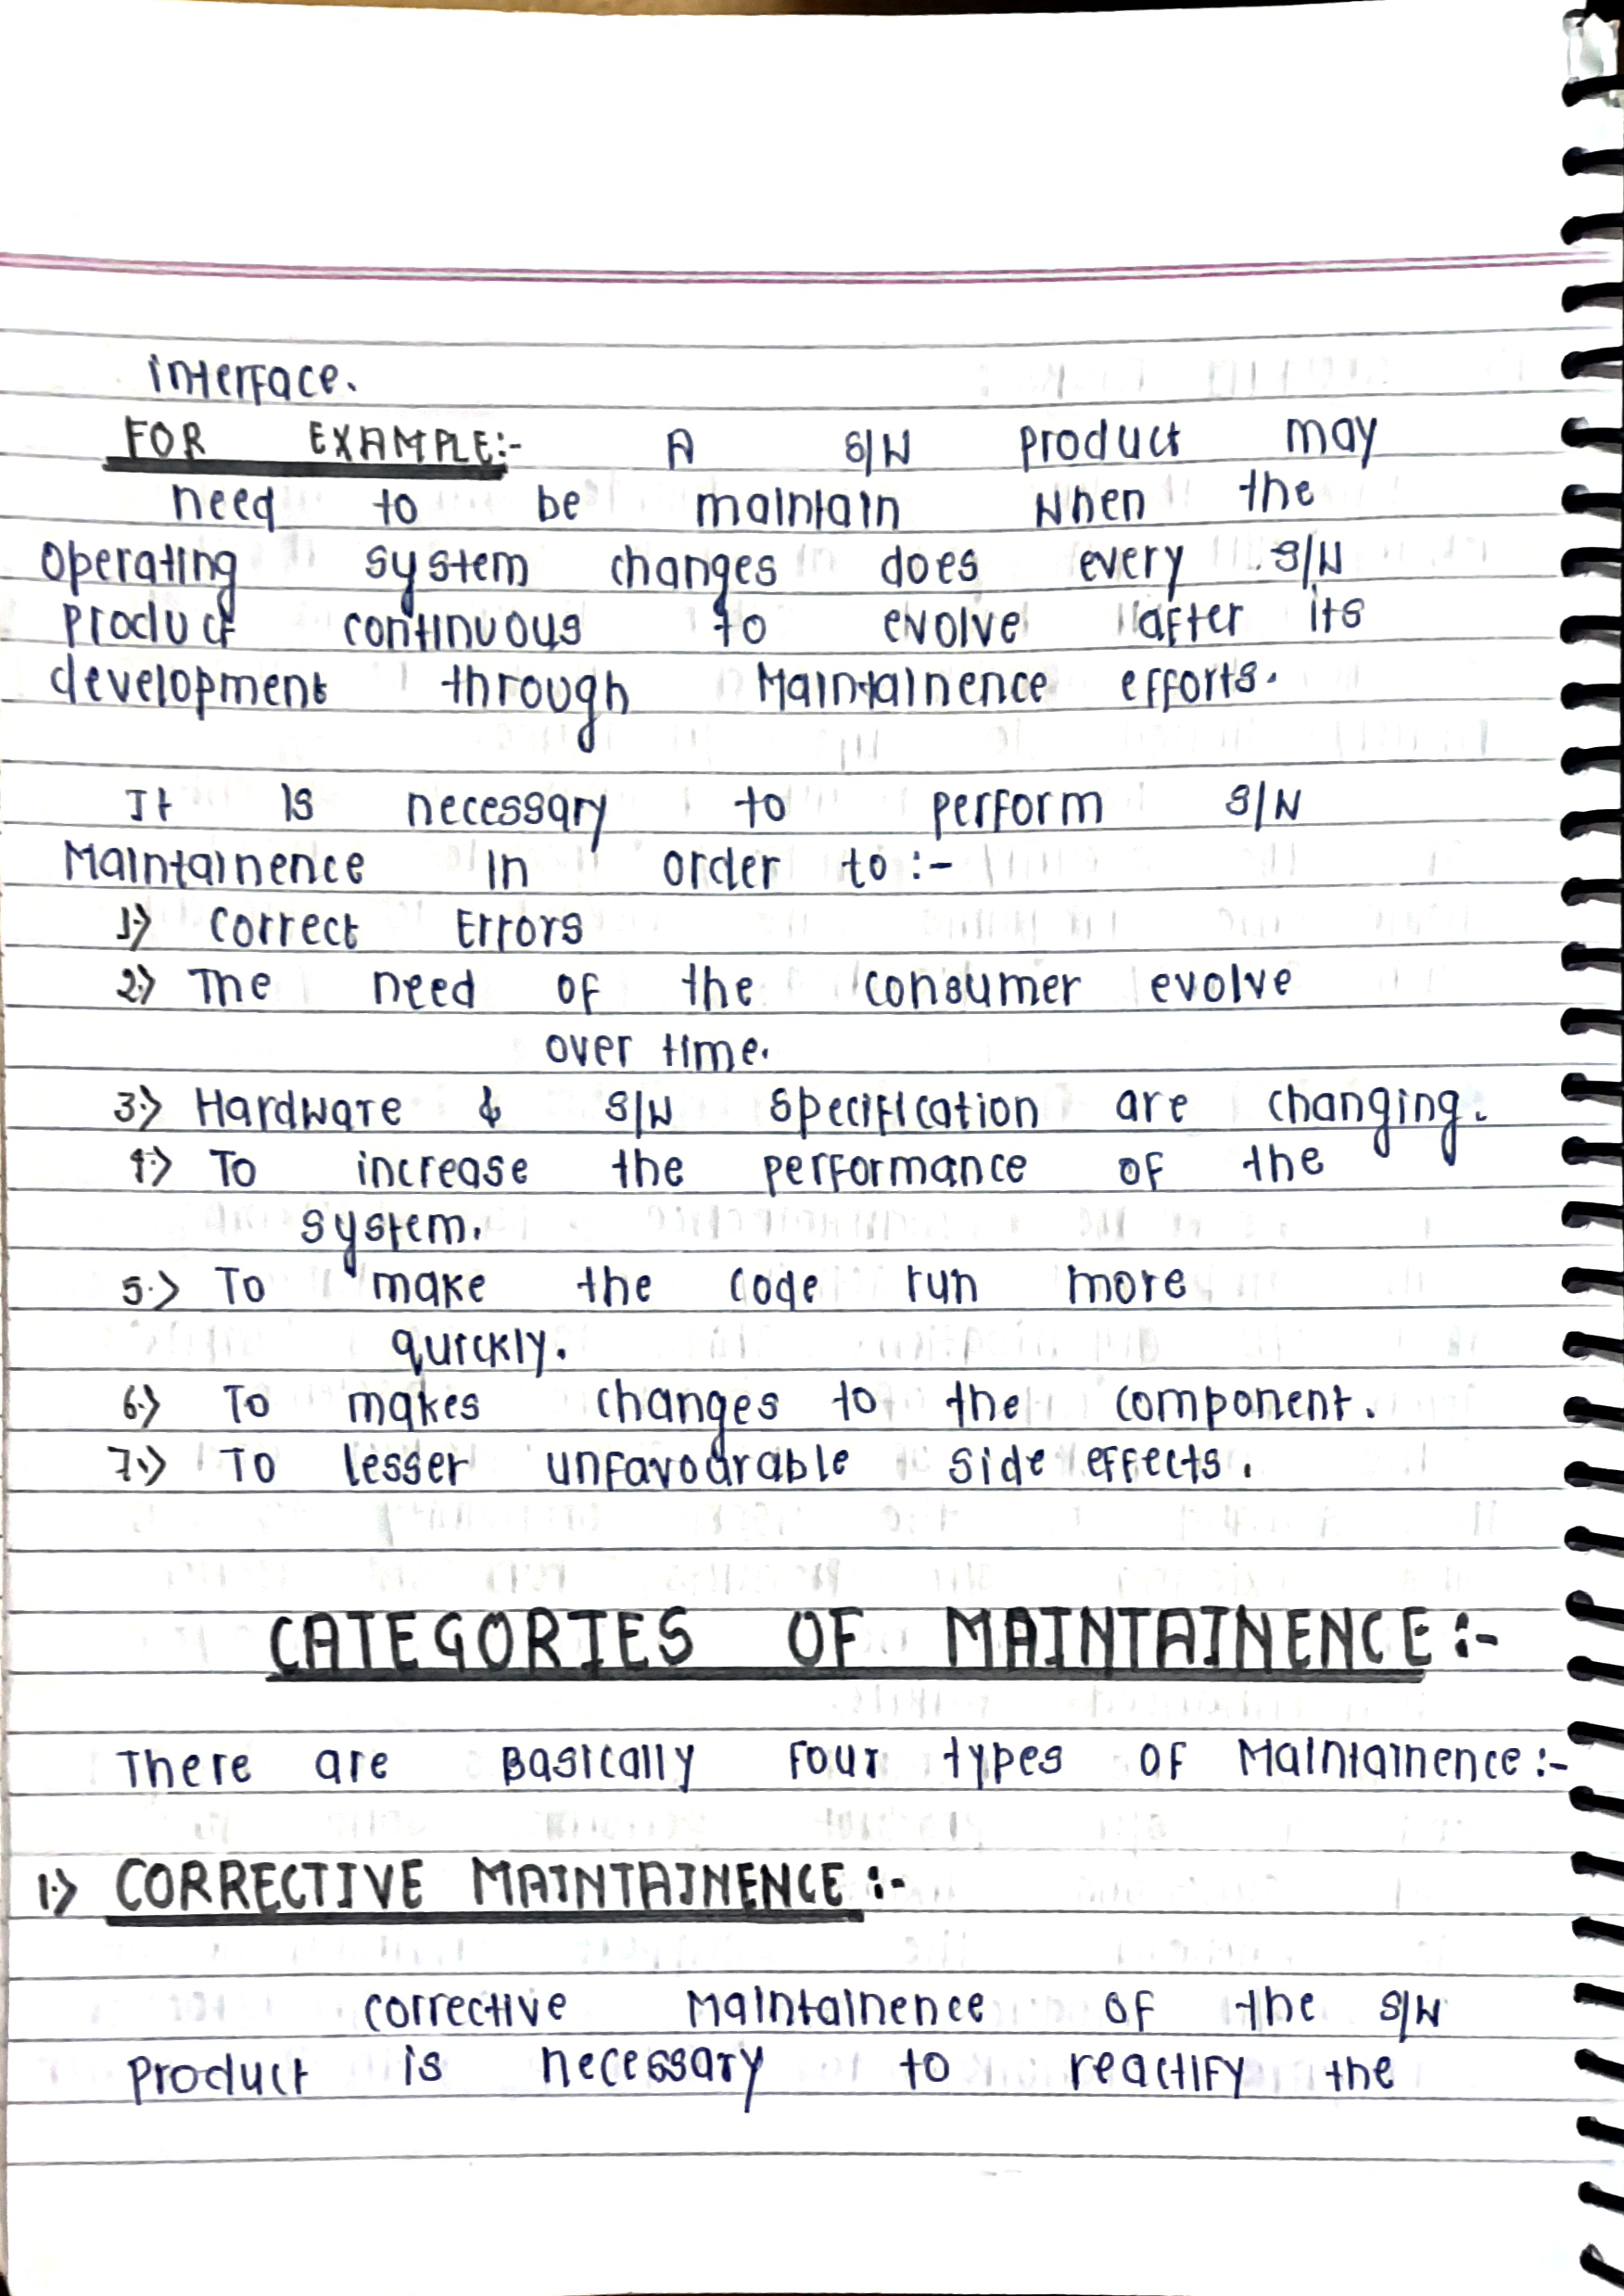 interface.
FOR EXAMPLE:- A S/W product may
need to be maintain when the
operating system changes does every S/W
product continuous to evolve after its
development through Maintainence efforts.
It is necessary to perform S/W
Maintainence in order to :-
1.> Correct Errors
2.> The need of the consumer evolve
over time.
3.> Hardware & S/W specification are changing.
4.> To increase the performance of the
system.
5.> To make the code run more
quickly.
6.> To makes changes to the component.
7.> To lesser unfavourable side effects.
CATEGORIES OF MAINTAINENCE :-
There are Basically four types of Maintainence :-
1.> CORRECTIVE MAINTAINENCE :-
corrective Maintainence of the S/W
product is necessary to reactify the